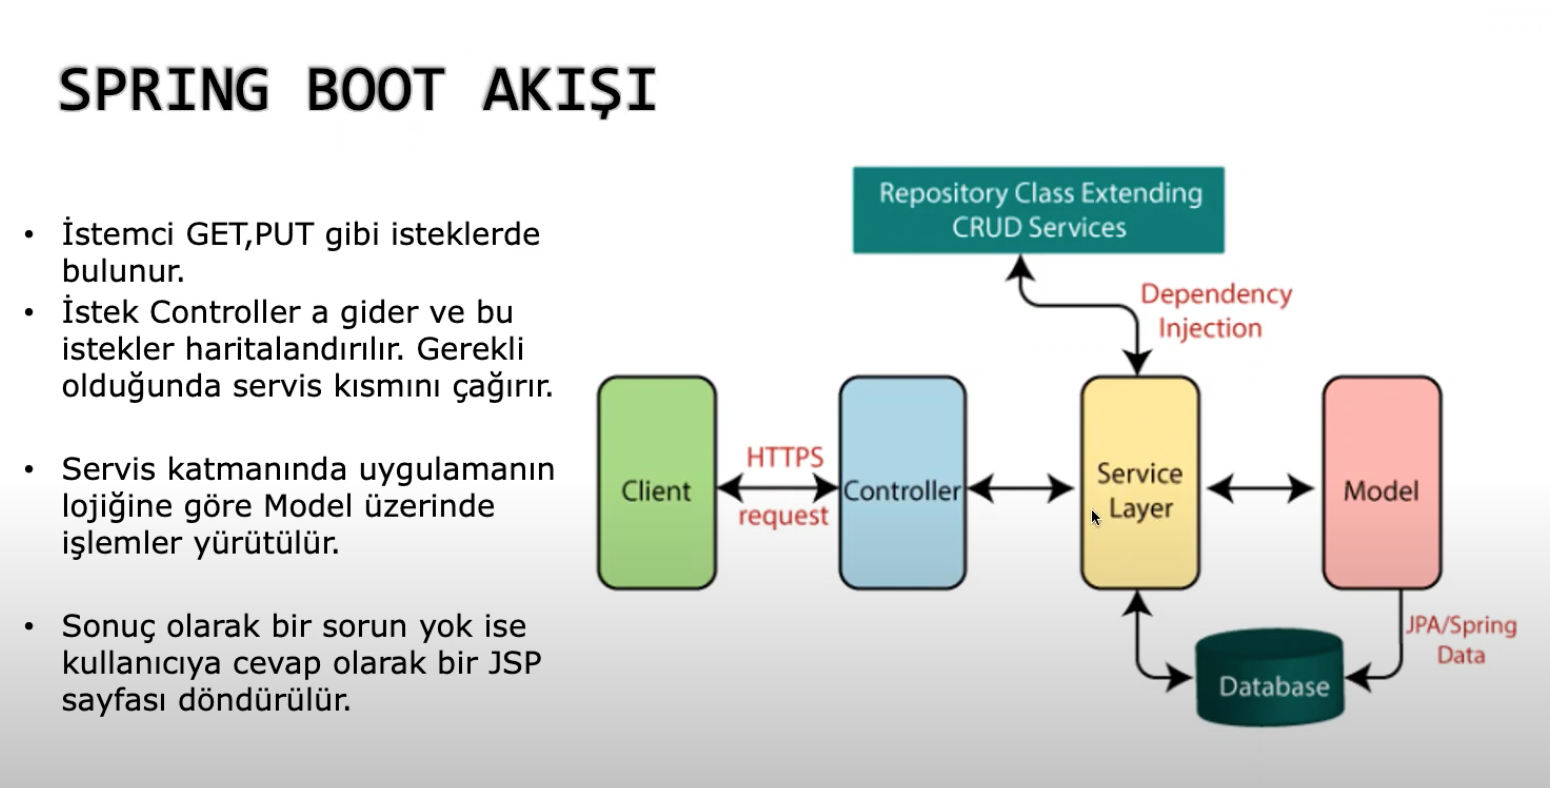 SPRING BOOT AKIŞI
• İstemci GET,PUT gibi isteklerde
bulunur.
• İstek Controller a gider ve bu
istekler haritalandırılır. Gerekli
olduğunda servis kısmını çağırır.
• Servis katmanında uygulamanın
lojiğine göre Model üzerinde
işlemler yürütülür.
• Sonuç olarak bir sorun yok ise
kullanıcıya cevap olarak bir JSP
sayfası döndürülür.
Repository Class Extending
CRUD Services
Dependency
Injection
Client
HTTPS
request
Controller
Service
Layer
Model
JPA/Spring
Data
Database